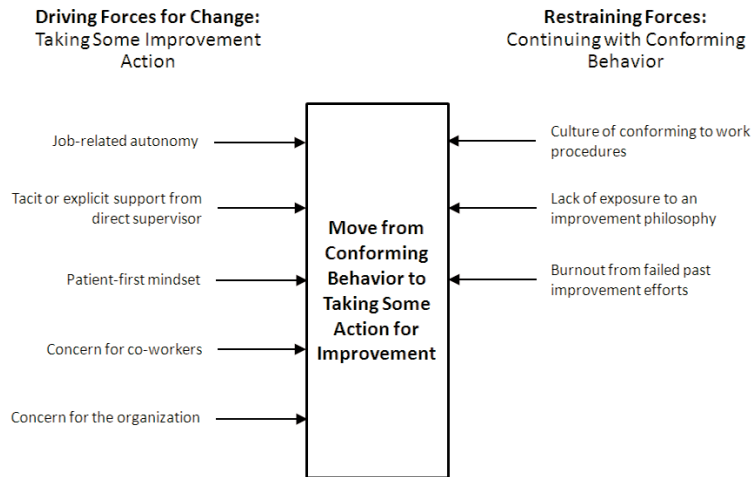 Driving Forces for Change:
Taking Some Improvement
Action
Restraining Forces:
Continuing with Conforming
Behavior
Job-related autonomy
Tacit or explicit support from
direct supervisor
Patient-first mindset
Concern for co-workers
Concern for the organization
Move from
Conforming
Behavior to
Taking Some
Action for
Improvement
Culture of conforming to work
procedures
Lack of exposure to an
improvement philosophy
Burnout from failed past
improvement efforts